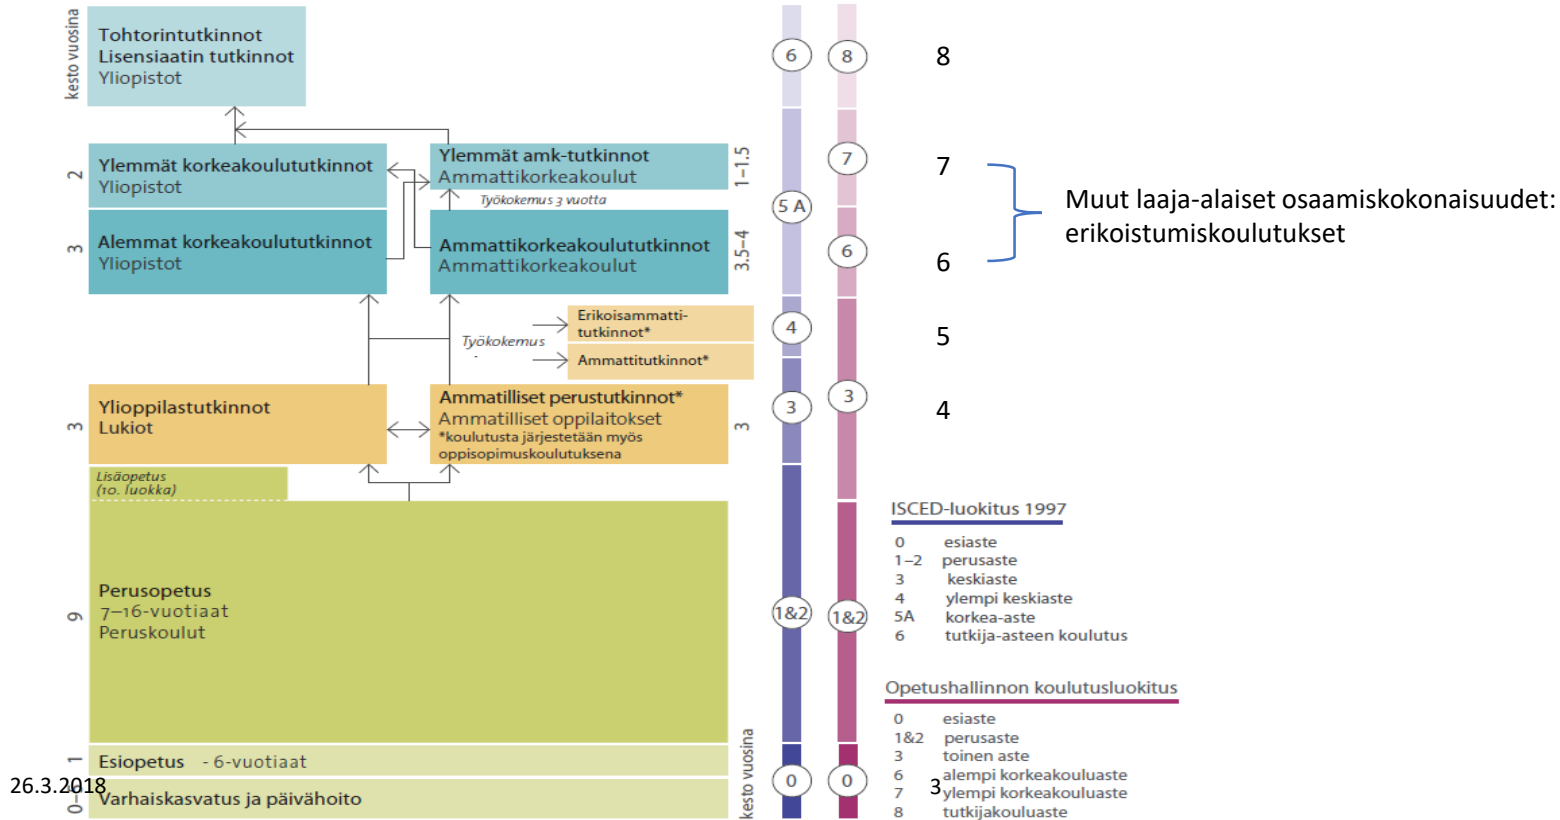 kesto vuosina
Tohtorintutkinnot
Lisensiaatin tutkinnot
Yliopistot
6
8
8
2
Ylemmät korkeakoulututkinnot
Yliopistot
Ylemmät amk-tutkinnot
Ammattikorkeakoulut
1–1.5
7
7
Työkokemus 3 vuotta
5 A
Muut laaja-alaiset osaamiskokonaisuudet:
erikoistumiskoulutukset
3
Alemmat korkeakoulututkinnot
Yliopistot
Ammattikorkeakoulututkinnot
Ammattikorkeakoulut
3.5–4
6
6
Työkokemus
Erikoisammatti-
tutkinnot*
Ammattitutkinnot*
4
5
3
Ylioppilastutkinnot
Lukiot
Ammatilliset perustutkinnot*
Ammatilliset oppilaitokset
*koulutusta järjestetään myös
oppisopimuskoulutuksena
3
3
3
4
Lisäopetus
(10. luokka)
9
Perusopetus
7–16-vuotiaat
Peruskoulut
1&2
1&2
ISCED-luokitus 1997
0 esiaste
1–2 perusaste
3 keskiaste
4 ylempi keskiaste
5A korkea-aste
6 tutkija-asteen koulutus
Opetushallinnon koulutusluokitus
0 esiaste
1&2 perusaste
3 toinen aste
6 alempi korkeakouluaste
7 ylempi korkeakouluaste
8 tutkijakouluaste
1
Esiopetus - 6-vuotiaat
kesto vuosina
0
0
Varhaiskasvatus ja päivähoito
26.3.2018
3